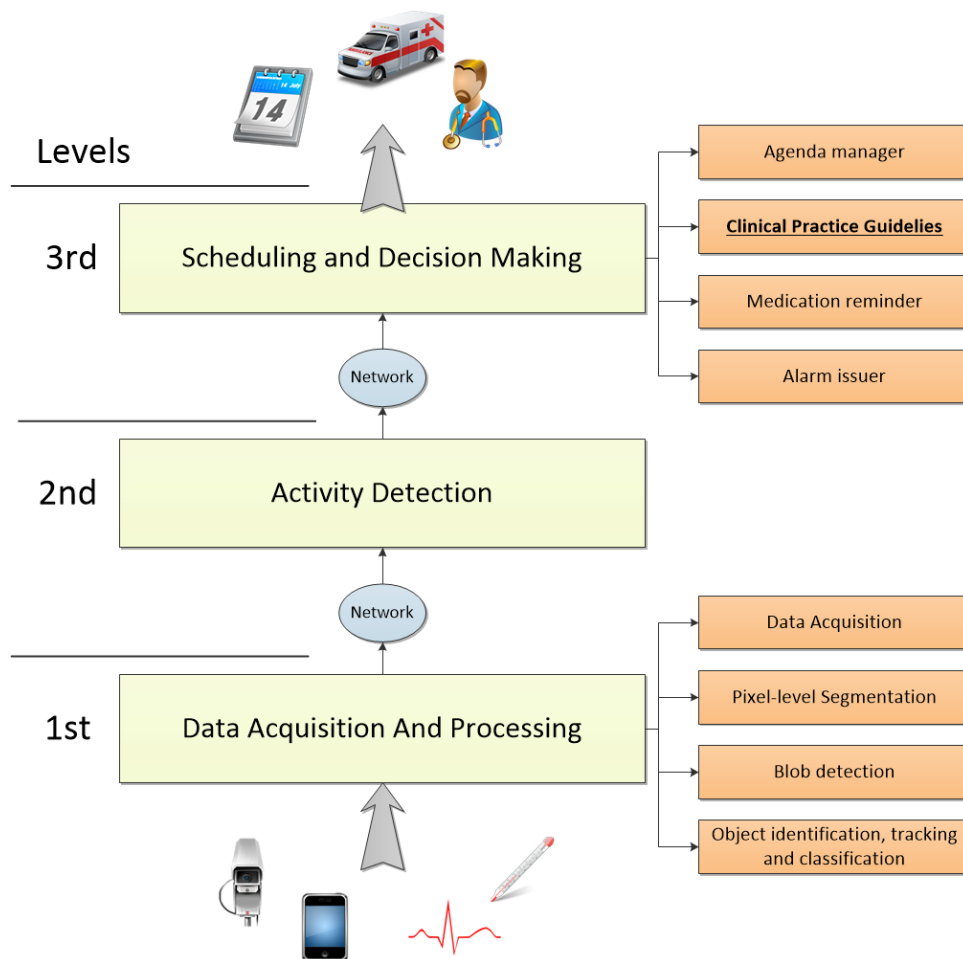 14 July
14
Levels
3rd
Scheduling and Decision Making
Agenda manager
Clinical Practice Guidelies
Medication reminder
Alarm issuer
Network
2nd
Activity Detection
Network
1st
Data Acquisition And Processing
Data Acquisition
Pixel-level Segmentation
Blob detection
Object identification, tracking
and classification